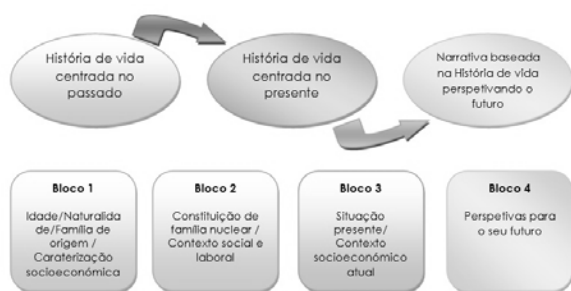 História de vida
centrada no
passado
História de vida
centrada no
presente
Narrativa baseada
na História de vida
perspetivando o
futuro
Bloco 1
Idade/Naturalida
de/Família de
origem /
Caraterização
socioeconómica
Bloco 2
Constituição de
família nuclear /
Contexto social e
laboral
Bloco 3
Situação
presente/
Contexto
socioeconómico
atual
Bloco 4
Perspetivas para
o seu futuro